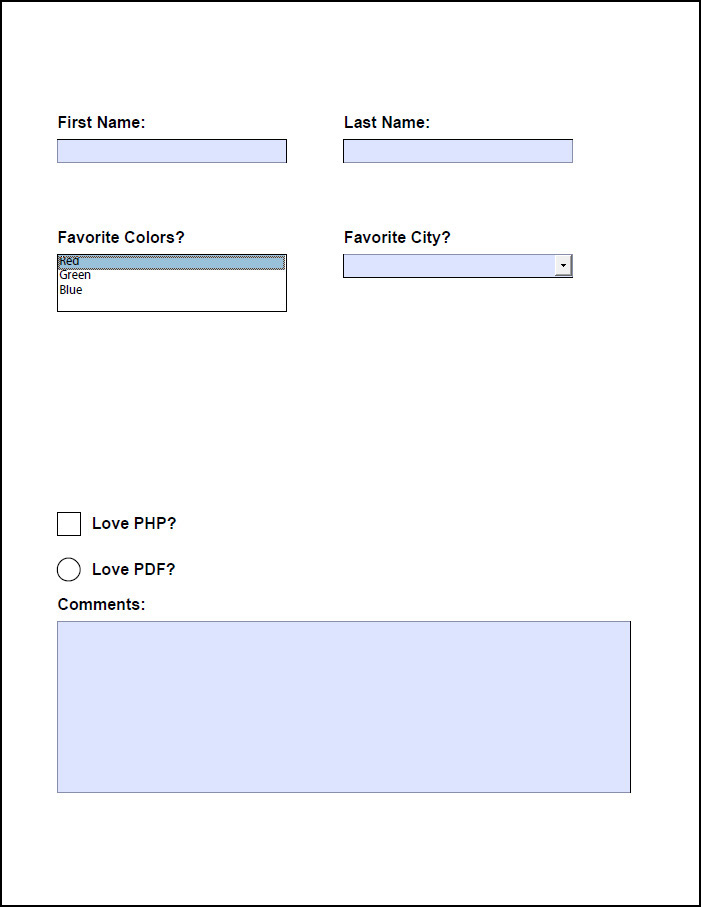 First Name: Last Name:
Favorite Colors? Favorite City?
Red
Green
Blue
Love PHP?
Love PDF?
Comments: